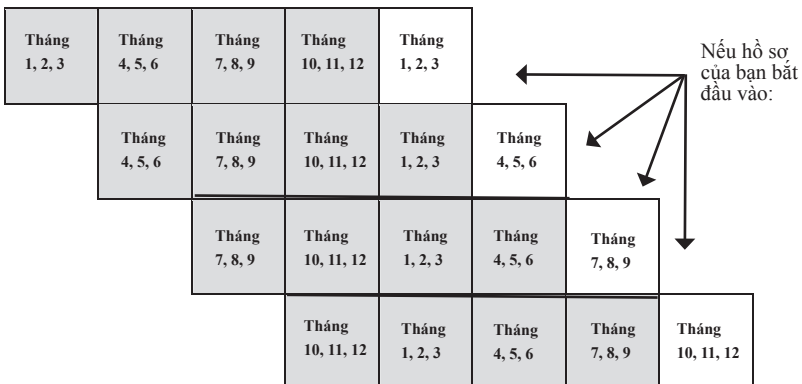 Tháng
1, 2, 3
Tháng
4, 5, 6
Tháng
7, 8, 9
Tháng
10, 11, 12
Tháng
1, 2, 3
Nếu hồ sơ
của bạn bắt
đầu vào:
Tháng
4, 5, 6
Tháng
7, 8, 9
Tháng
10, 11, 12
Tháng
1, 2, 3
Tháng
4, 5, 6
Tháng
7, 8, 9
Tháng
10, 11, 12
Tháng
1, 2, 3
Tháng
4, 5, 6
Tháng
7, 8, 9
Tháng
10, 11, 12
Tháng
1, 2, 3
Tháng
4, 5, 6
Tháng
7, 8, 9
Tháng
10, 11, 12